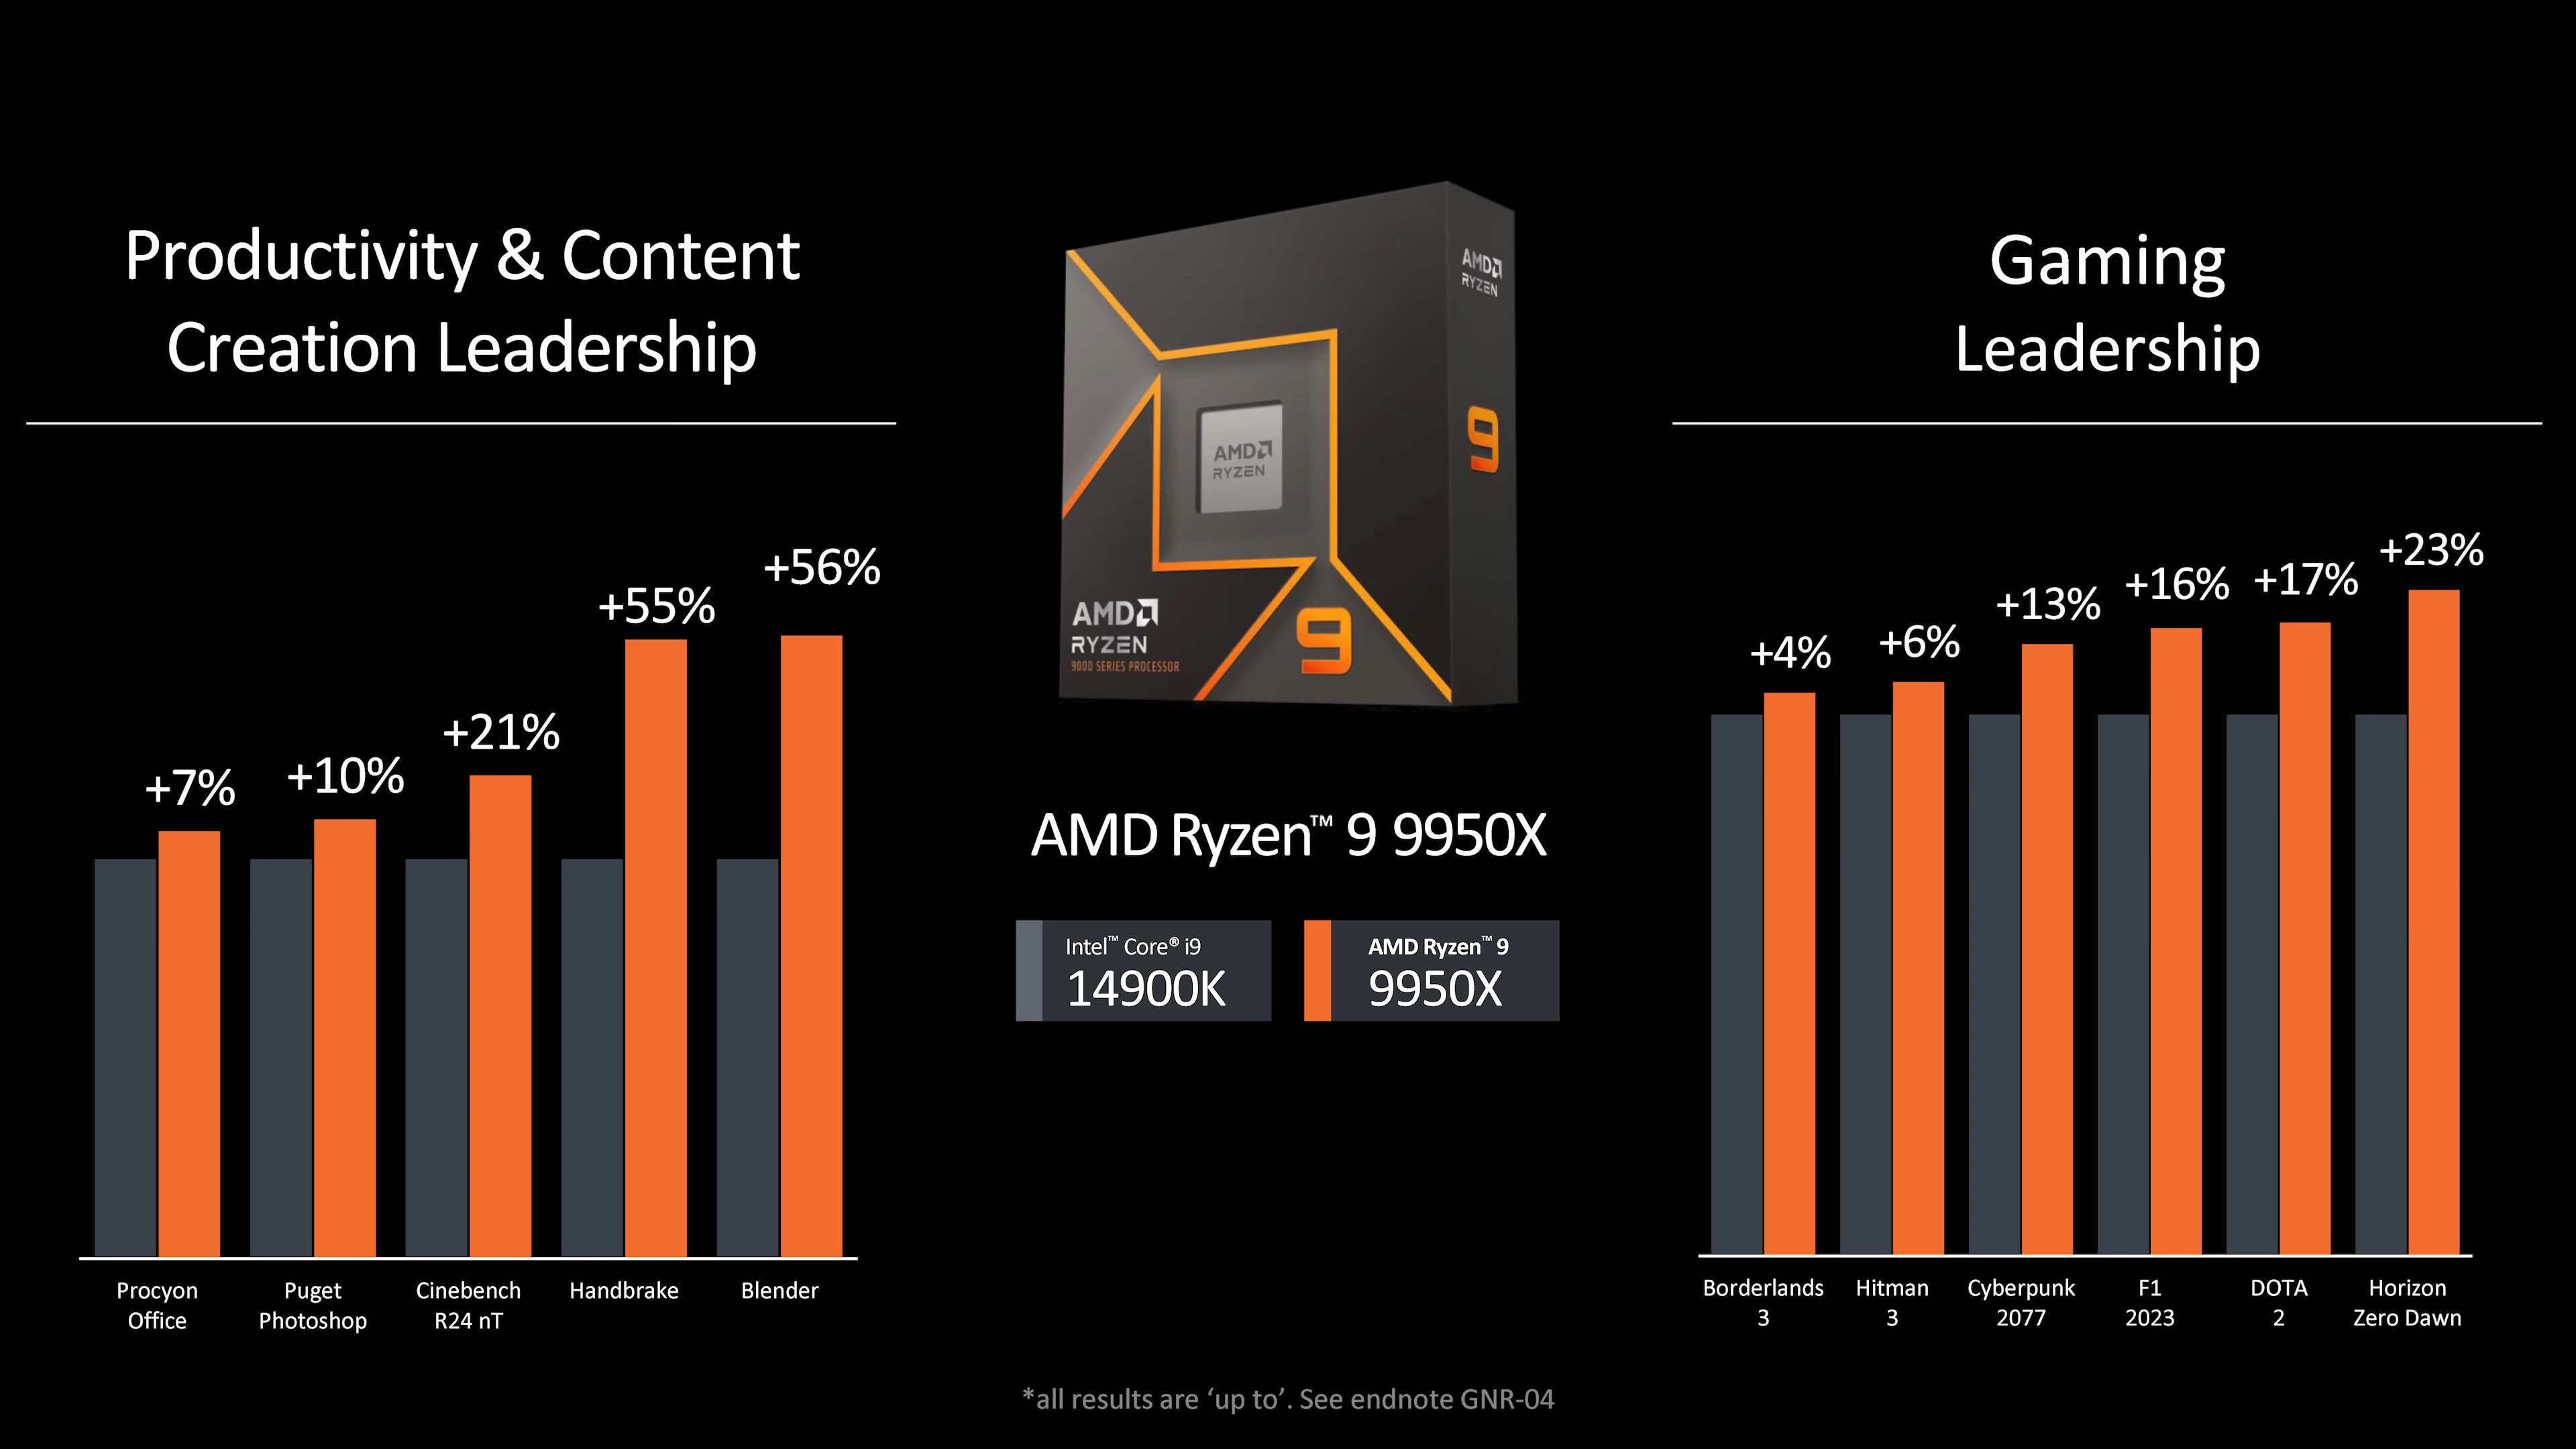 Productivity & Content
Creation Leadership
+7%
+10%
+21%
+55%
+56%
Procyon
Office
Puget
Photoshop
Cinebench
R24 nT
Handbrake
Blender
AMD
RYZEN
9
AMD
RYZEN
AMD
RYZEN
9000 SERIES PROCESSOR
9
AMD Ryzen™ 9 9950X
Intel™ Core® i9
14900K
AMD Ryzen™ 9
9950X
Gaming
Leadership
+4%
+6%
+13%
+16%
+17%
+23%
Borderlands
3
Hitman
3
Cyberpunk
2077
F1
2023
DOTA
2
Horizon
Zero Dawn
*all results are ‘up to’. See endnote GNR-04